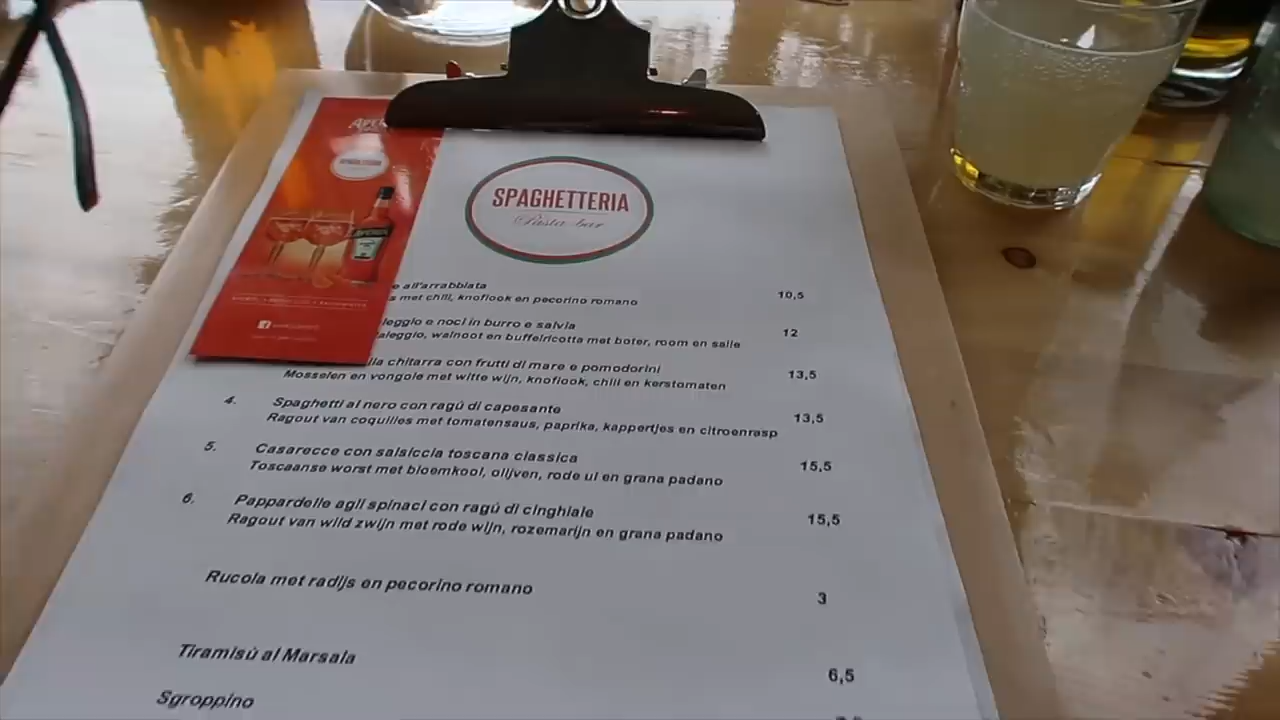 SPAGHETTERIA
Pasta bar
e all'arrabbiata
s met chili, knoflook en pecorino romano
10,5
leggio e noci in burro e salvia
aleggio, walnoot en buffelricotta met boter, room en salie
12
lla chitarra con frutti di mare e pomodorini
Mosselen en vongole met witte wijn, knoflook, chili en kerstomaten
13,5
4. Spaghetti al nero con ragú di capesante
Ragout van coquilles met tomatensaus, paprika, kappertjes en citroenrasp
13,5
5. Casarecce con salsiccia toscana classica
Toscaanse worst met bloemkool, olijven, rode ui en grana padano
15,5
6. Pappardelle agli spinaci con ragú di cinghiale
Ragout van wild zwijn met rode wijn, rozemarijn en grana padano
15,5
Rucola met radijs en pecorino romano
3
Tiramisù al Marsala
6,5
Sgroppino